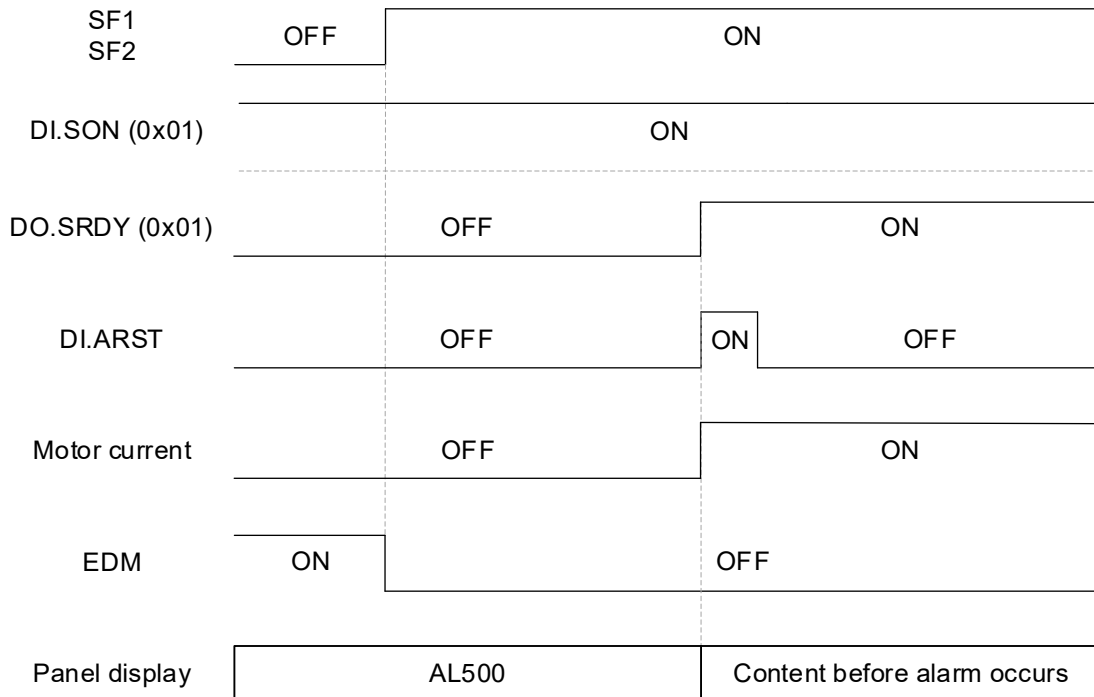 SF1
SF2
OFF
ON
DI.SON (0x01)
ON
DO.SRDY (0x01)
OFF
ON
DI.ARST
OFF
ON
OFF
Motor current
OFF
ON
EDM
ON
OFF
Panel display
AL500
Content before alarm occurs